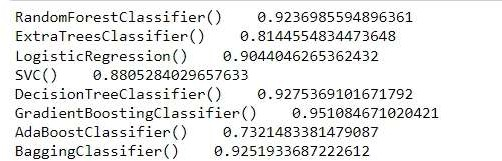 RandomForestClassifier()    0.9236985594896361
ExtraTreesClassifier()    0.8144554834473648
LogisticRegression()    0.9044046265362432
SVC()    0.8805284029657633
DecisionTreeClassifier()    0.9275369101671792
GradientBoostingClassifier()    0.951084671020421
AdaBoostClassifier()    0.7321483381479087
BaggingClassifier()    0.9251933687222612